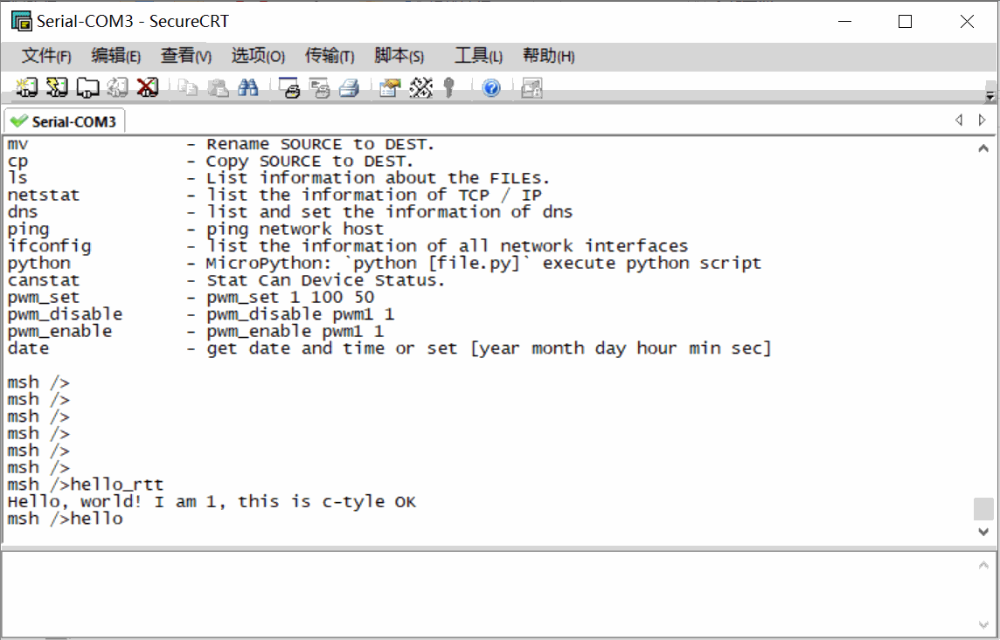 Serial-COM3 - SecureCRT
文件(F) 编辑(E) 查看(V) 选项(O) 传输(T) 脚本(S) 工具(L) 帮助(H)
Serial-COM3
mv - Rename SOURCE to DEST.
cp - Copy SOURCE to DEST.
ls - List information about the FILEs.
netstat - list the information of TCP / IP
dns - list and set the information of dns
ping - ping network host
ifconfig - list the information of all network interfaces
python - MicroPython: `python [file.py]` execute python script
canstat - Stat Can Device Status.
pwm_set - pwm_set 1 100 50
pwm_disable - pwm_disable pwm1 1
pwm_enable - pwm_enable pwm1 1
date - get date and time or set [year month day hour min sec]
msh />
msh />
msh />
msh />
msh />
msh />
msh />hello_rtt
Hello, world! I am 1, this is c-tyle OK
msh />hello